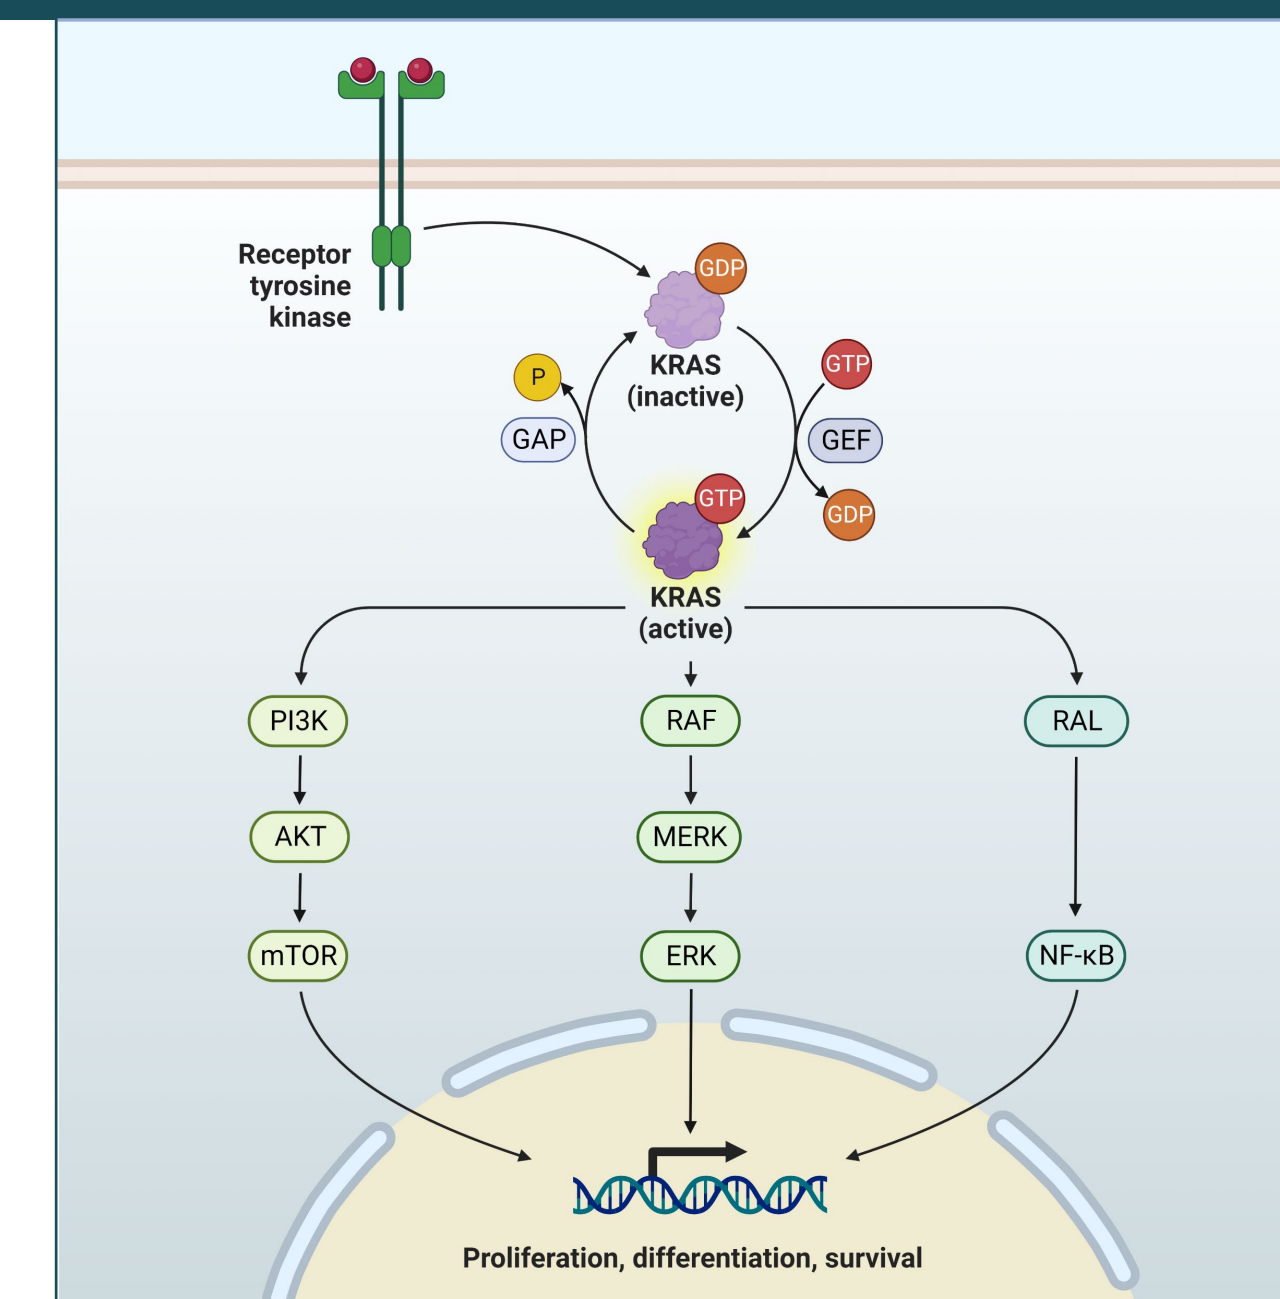 Receptor
tyrosine
kinase
GDP
KRAS
(inactive)
P
GTP
GAP
GEF
GTP
GDP
KRAS
(active)
PI3K
RAF
RAL
AKT
MERK
mTOR
ERK
NF-κB
Proliferation, differentiation, survival